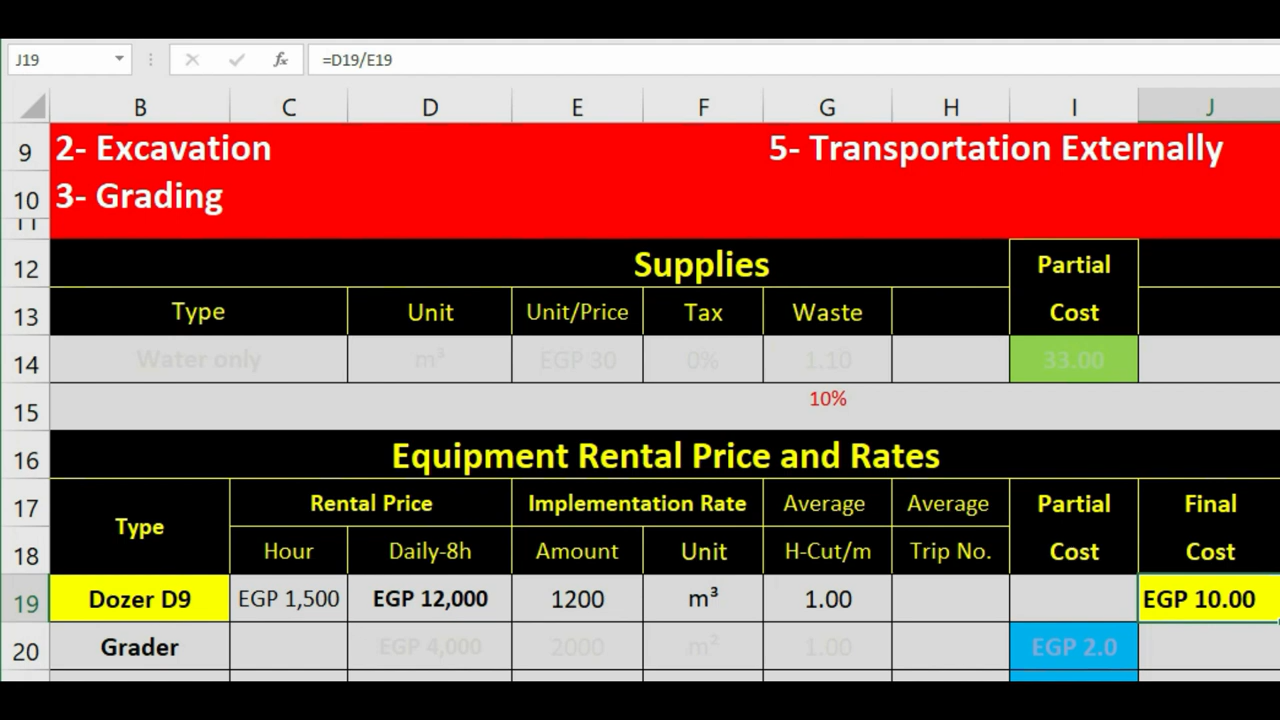 J19 fx =D19/E19
B C D E F G H I J
9 2- Excavation 5- Transportation Externally
10 3- Grading
11
12 Supplies Partial
13 Type Unit Unit/Price Tax Waste Cost
14 Water only m³ EGP 30 0% 1.10 33.00
15 10%
16 Equipment Rental Price and Rates
17 Rental Price Implementation Rate Average Average Partial Final
Type
18 Hour Daily-8h Amount Unit H-Cut/m Trip No. Cost Cost
19 Dozer D9 EGP 1,500 EGP 12,000 1200 m³ 1.00 EGP 10.00
20 Grader EGP 4,000 2000 m² 1.00 EGP 2.0